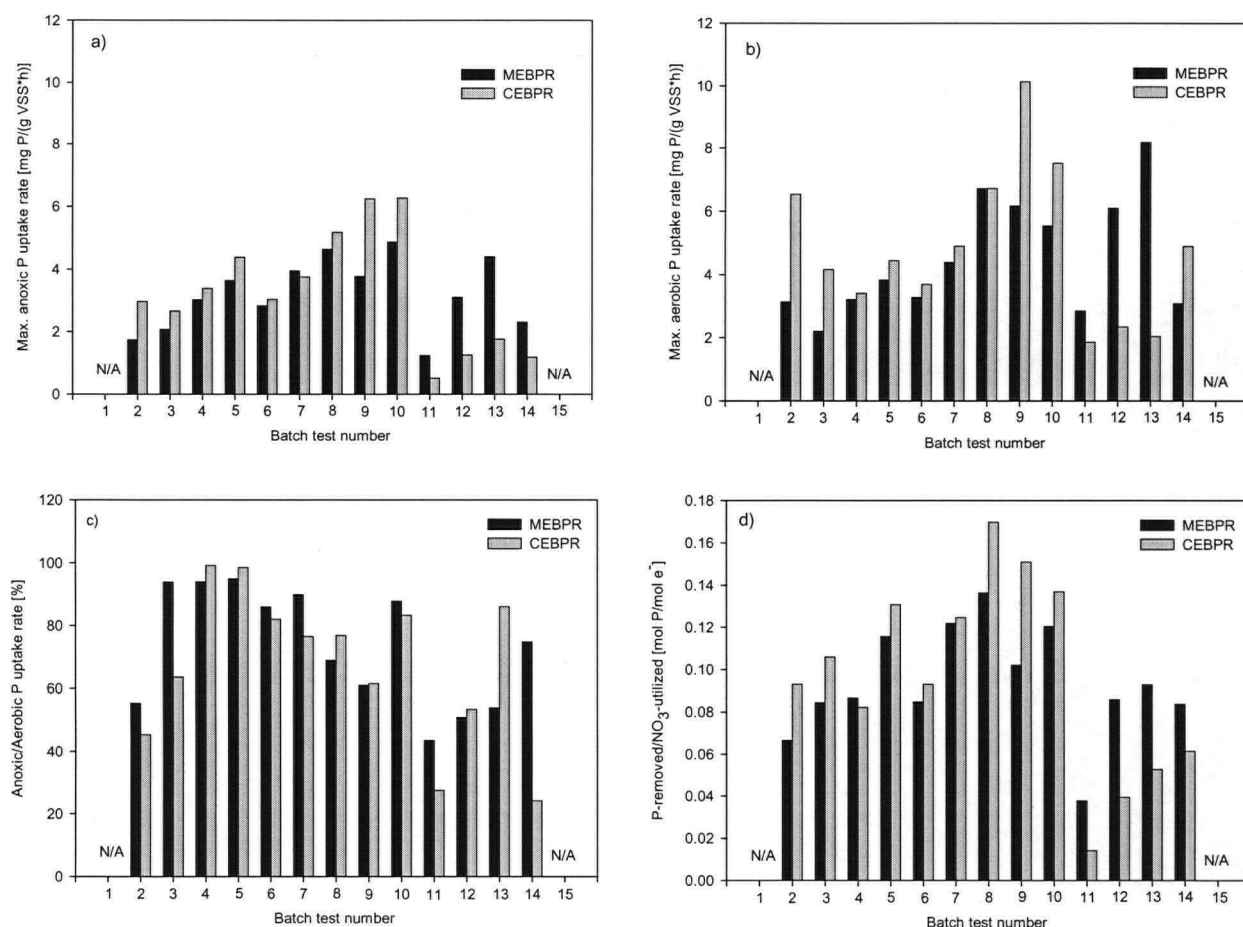 a)
MEBPR
CEBPR
Max. anoxic P uptake rate [mg P/(g VSS*h)]
12
10
8
6
4
2
0
N/A
N/A
1 2 3 4 5 6 7 8 9 10 11 12 13 14 15
Batch test number
b)
MEBPR
CEBPR
Max. aerobic P uptake rate [mg P/(g VSS*h)]
12
10
8
6
4
2
0
N/A
N/A
1 2 3 4 5 6 7 8 9 10 11 12 13 14 15
Batch test number
c)
MEBPR
CEBPR
Anoxic/Aerobic P uptake rate [%]
120
100
80
60
40
20
0
N/A
N/A
1 2 3 4 5 6 7 8 9 10 11 12 13 14 15
Batch test number
d)
MEBPR
CEBPR
P-removed/NO3-utilized [mol P/mol e-]
0.18
0.16
0.14
0.12
0.10
0.08
0.06
0.04
0.02
0.00
N/A
N/A
1 2 3 4 5 6 7 8 9 10 11 12 13 14 15
Batch test number